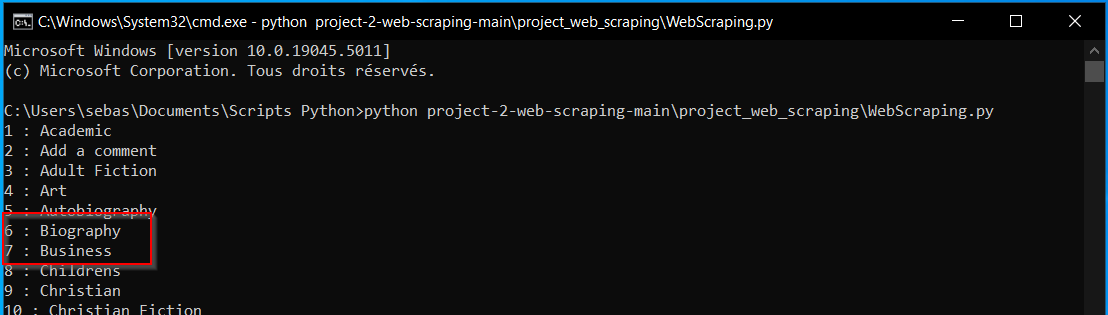 C:\Windows\System32\cmd.exe - python  project-2-web-scraping-main\project_web_scraping\WebScraping.py
Microsoft Windows [version 10.0.19045.5011]
(c) Microsoft Corporation. Tous droits réservés.
C:\Users\sebas\Documents\Scripts Python>python project-2-web-scraping-main\project_web_scraping\WebScraping.py
1 : Academic
2 : Add a comment
3 : Adult Fiction
4 : Art
5 : Autobiography
6 : Biography
7 : Business
8 : Childrens
9 : Christian
10 : Christian Fiction